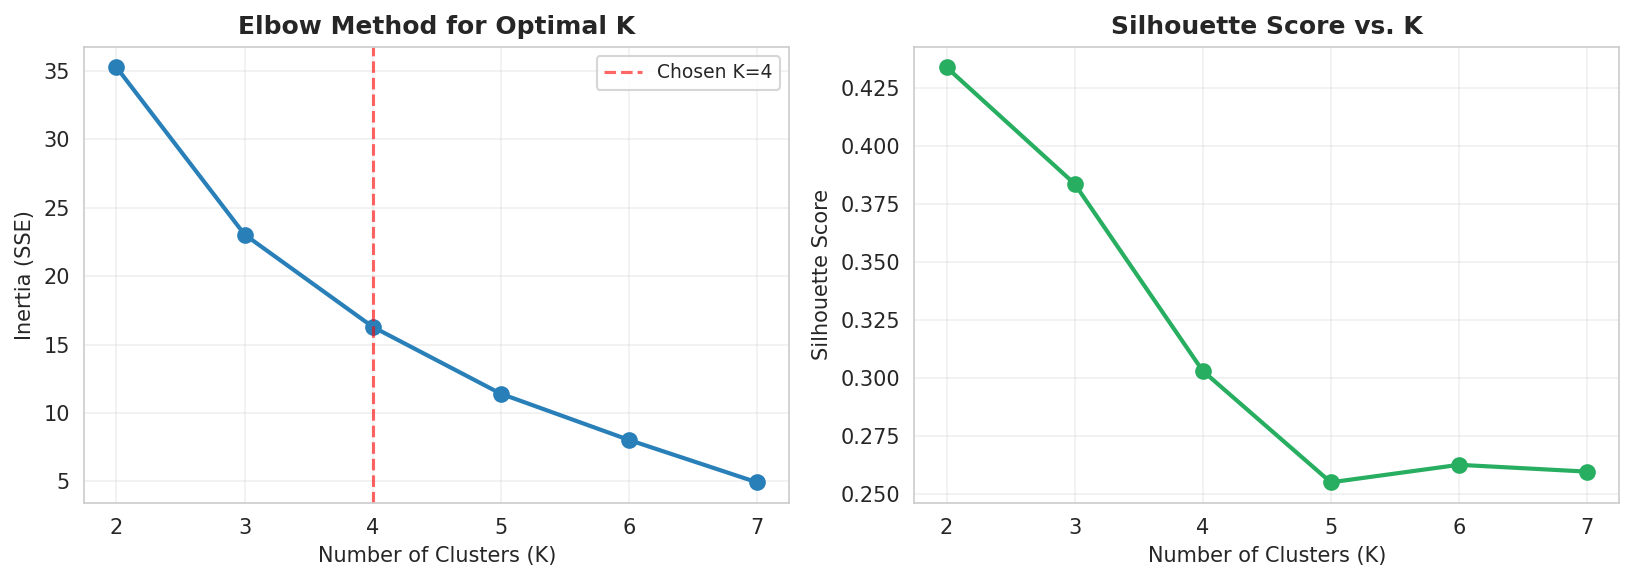 Elbow Method for Optimal K
Chosen K=4
Inertia (SSE)
35
30
25
20
15
10
5
2 3 4 5 6 7
Number of Clusters (K)
Silhouette Score vs. K
Silhouette Score
0.425
0.400
0.375
0.350
0.325
0.300
0.275
0.250
2 3 4 5 6 7
Number of Clusters (K)